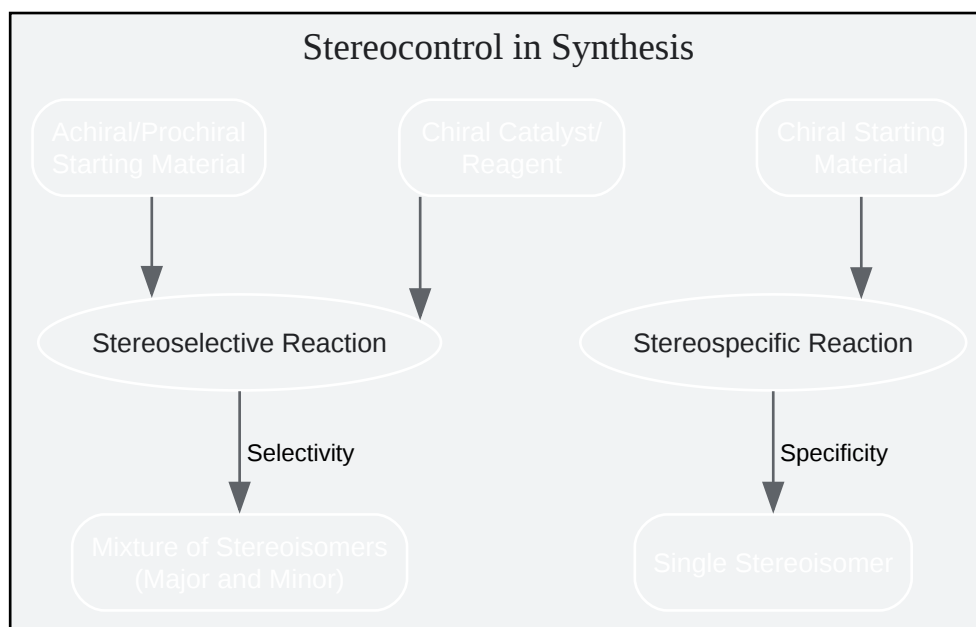 Stereocontrol in Synthesis
Achiral/Prochiral
Starting Material
Chiral Catalyst/
Reagent
Chiral Starting
Material
Stereoselective Reaction
Stereospecific Reaction
Selectivity
Specificity
Mixture of Stereoisomers
(Major and Minor)
Single Stereoisomer